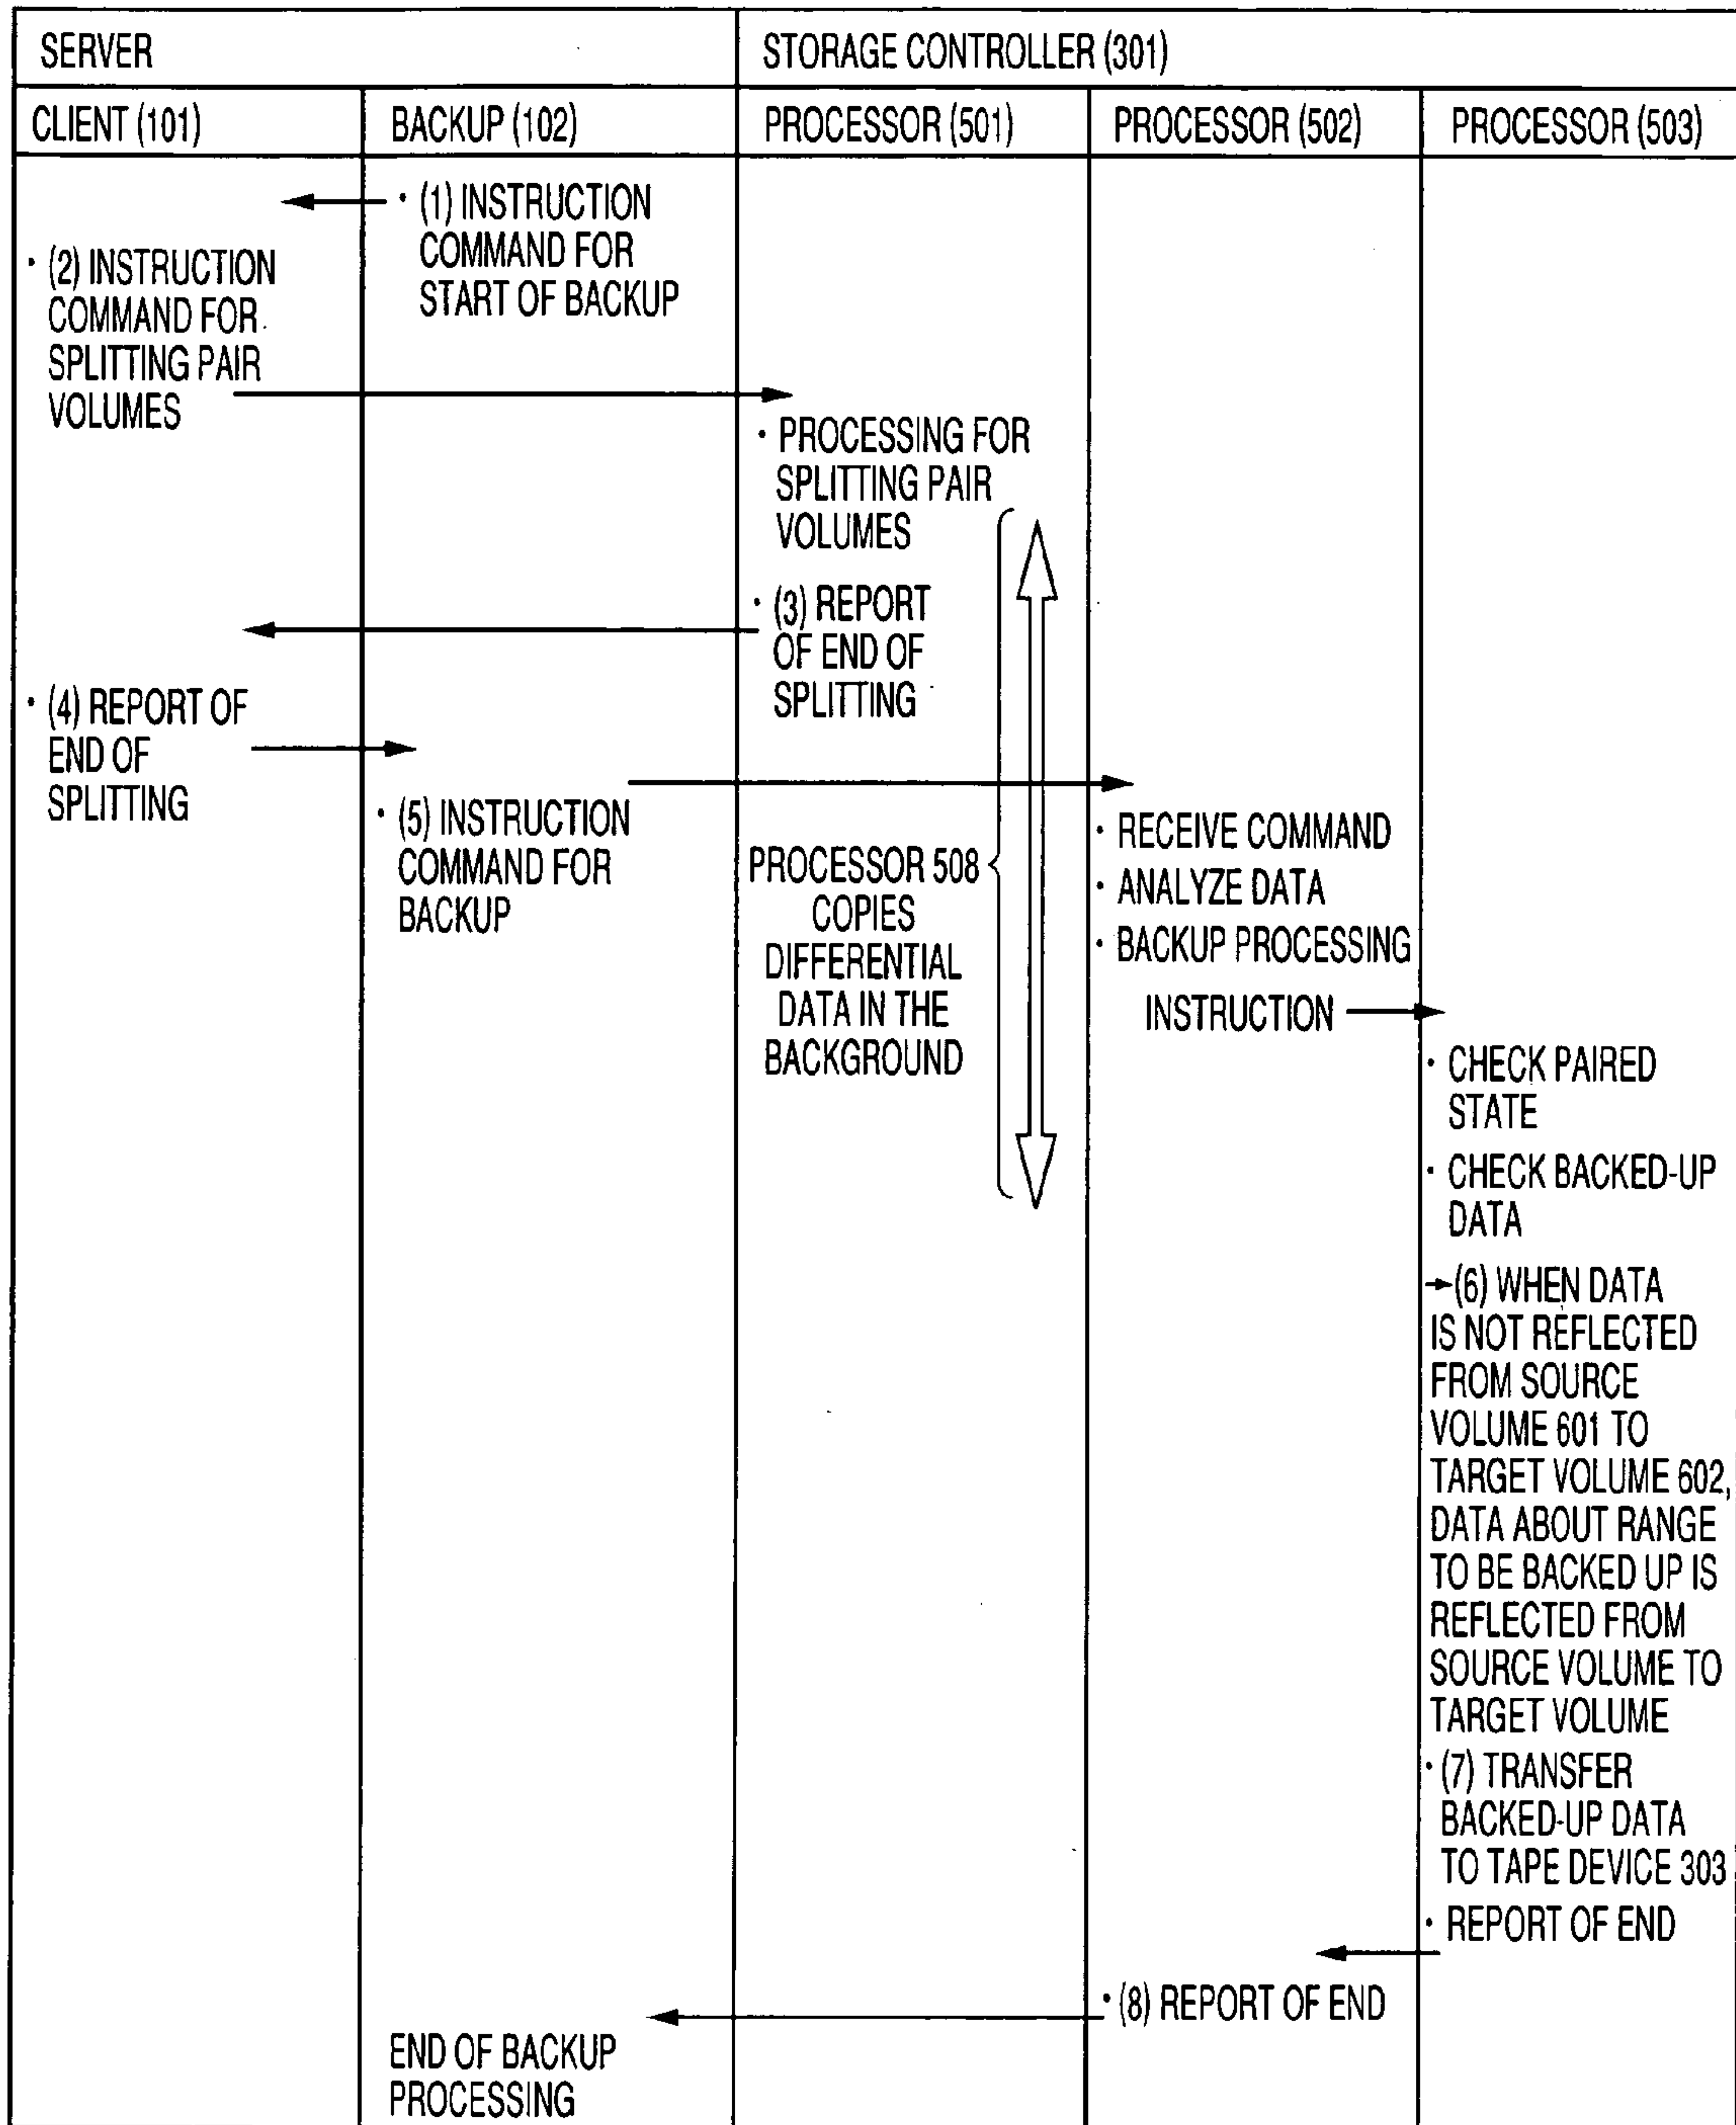 SERVER
STORAGE CONTROLLER (301)
CLIENT (101)
BACKUP (102)
PROCESSOR (501)
PROCESSOR (502)
PROCESSOR (503)
· (1) INSTRUCTION
COMMAND FOR
START OF BACKUP
· (2) INSTRUCTION
COMMAND FOR
SPLITTING PAIR
VOLUMES
· PROCESSING FOR
SPLITTING PAIR
VOLUMES
· (3) REPORT
OF END OF
SPLITTING
· (4) REPORT OF
END OF
SPLITTING
· (5) INSTRUCTION
COMMAND FOR
BACKUP
PROCESSOR 508
COPIES
DIFFERENTIAL
DATA IN THE
BACKGROUND
· RECEIVE COMMAND
· ANALYZE DATA
· BACKUP PROCESSING
INSTRUCTION
· CHECK PAIRED
STATE
· CHECK BACKED-UP
DATA
(6) WHEN DATA
IS NOT REFLECTED
FROM SOURCE
VOLUME 601 TO
TARGET VOLUME 602,
DATA ABOUT RANGE
TO BE BACKED UP IS
REFLECTED FROM
SOURCE VOLUME TO
TARGET VOLUME
· (7) TRANSFER
BACKED-UP DATA
TO TAPE DEVICE 303
· REPORT OF END
· (8) REPORT OF END
END OF BACKUP
PROCESSING